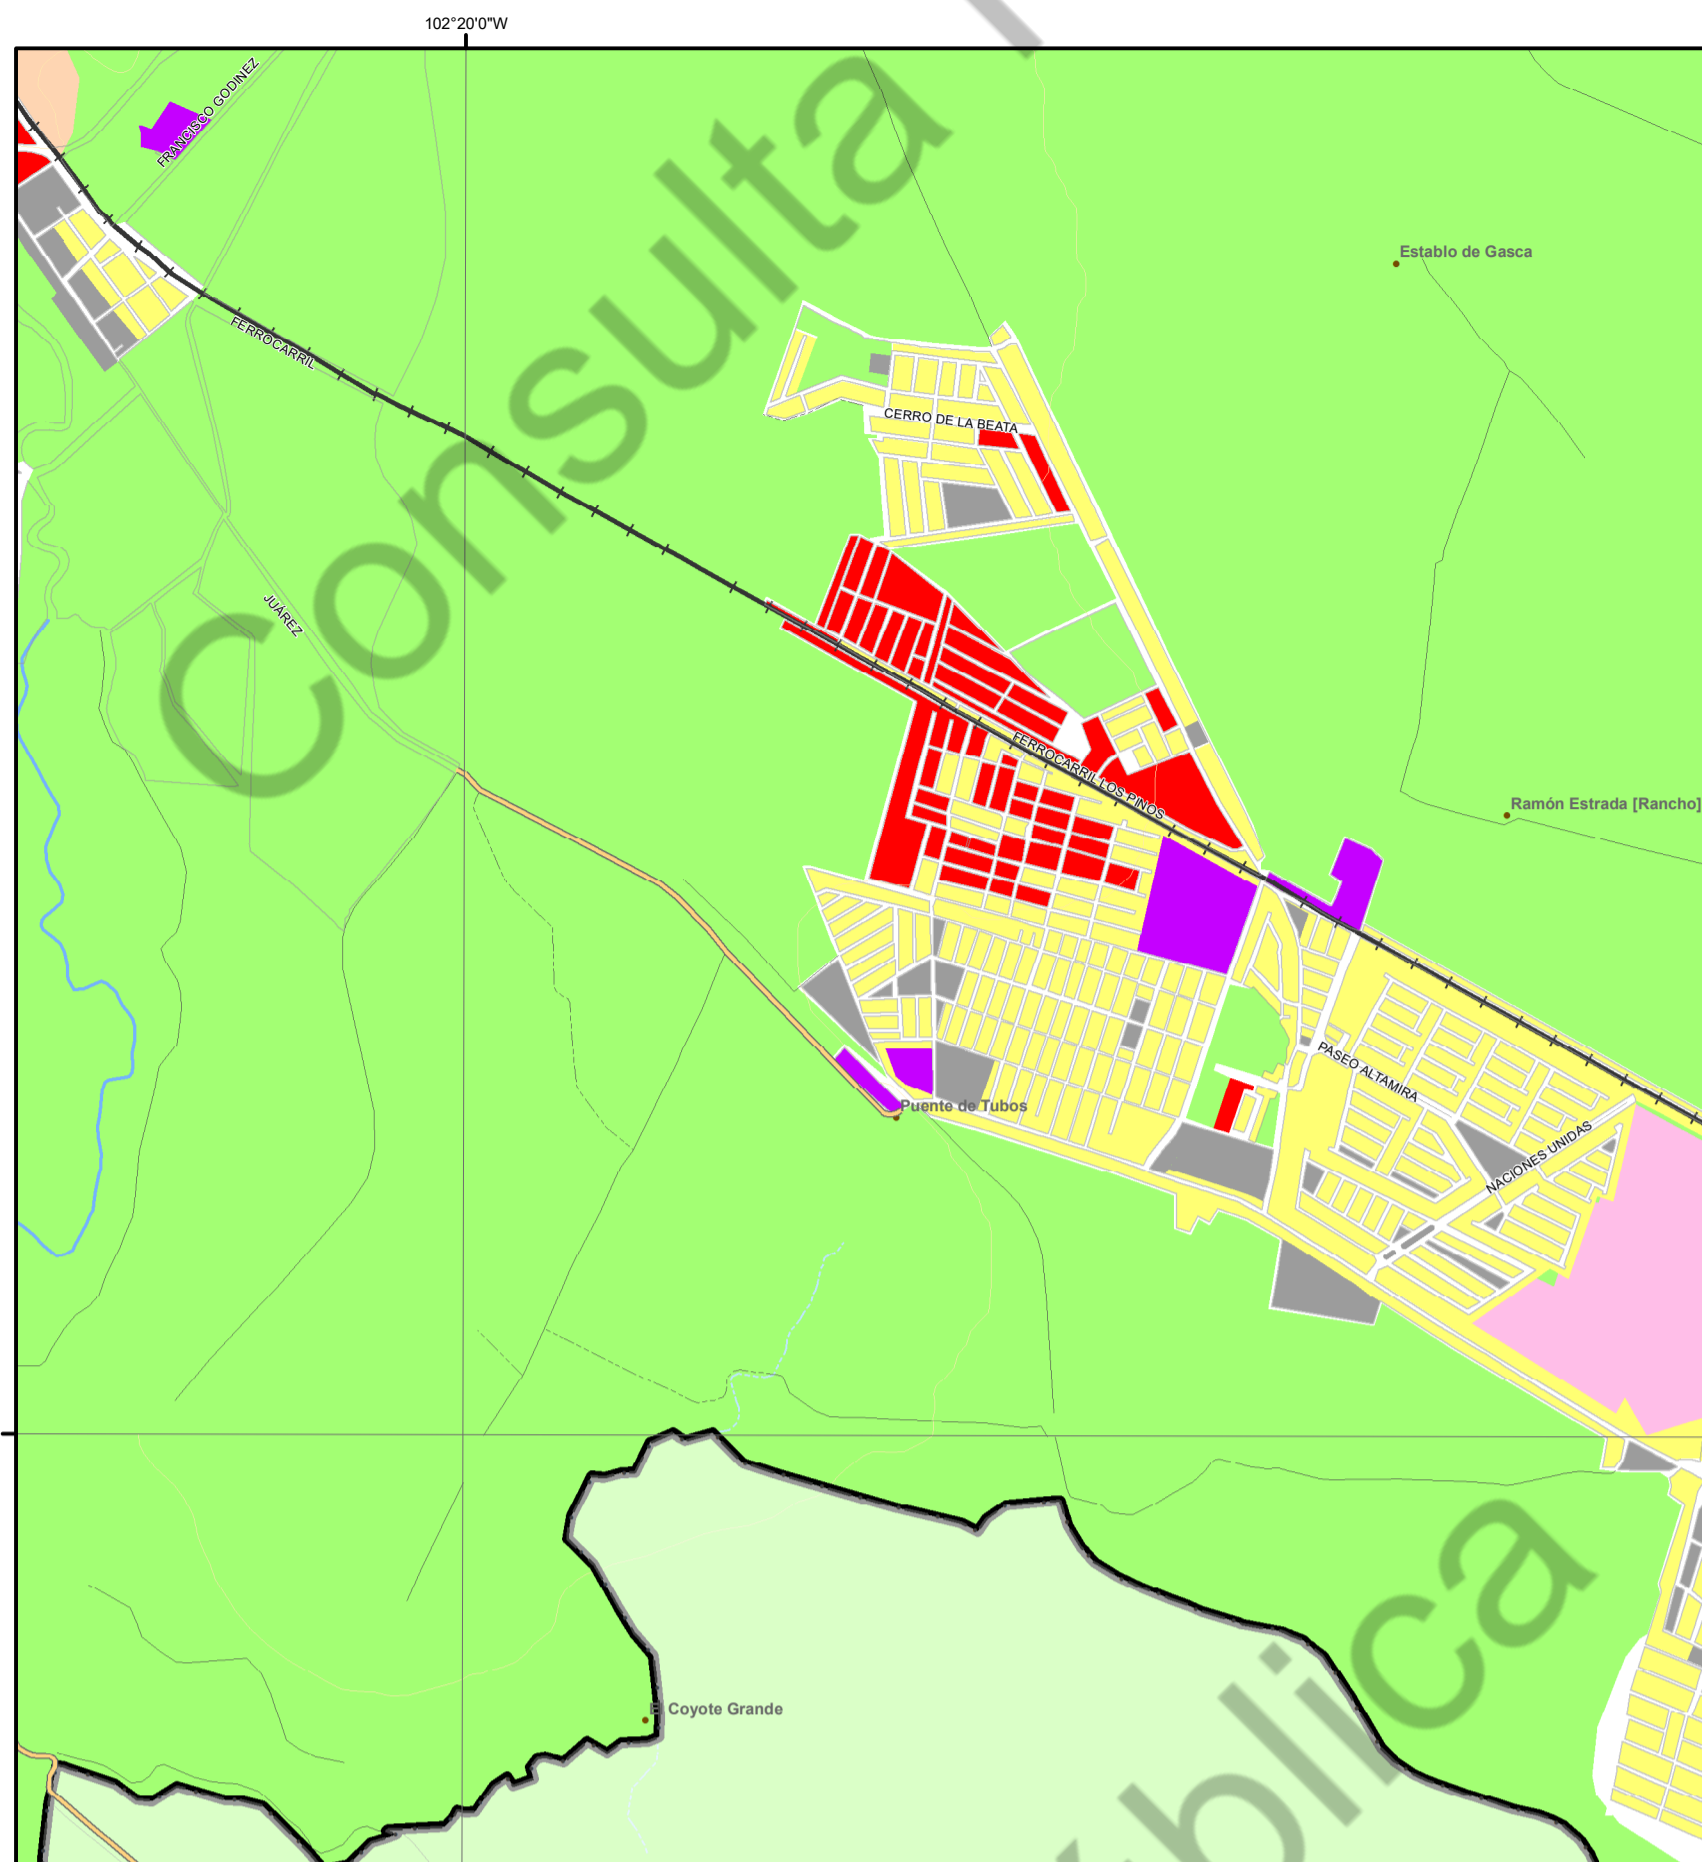 102°20'0"W
FRANCISCO GODINEZ
Establo de Gasca
FERROCARRIL
CERRO DE LA BEATA
Consulta
JUÁREZ
FERROCARRIL LOS PINOS
Ramón Estrada [Rancho]
PASEO ALTAMIRA
Puente de Tubos
NACIONES UNIDAS
El Coyote Grande
blica